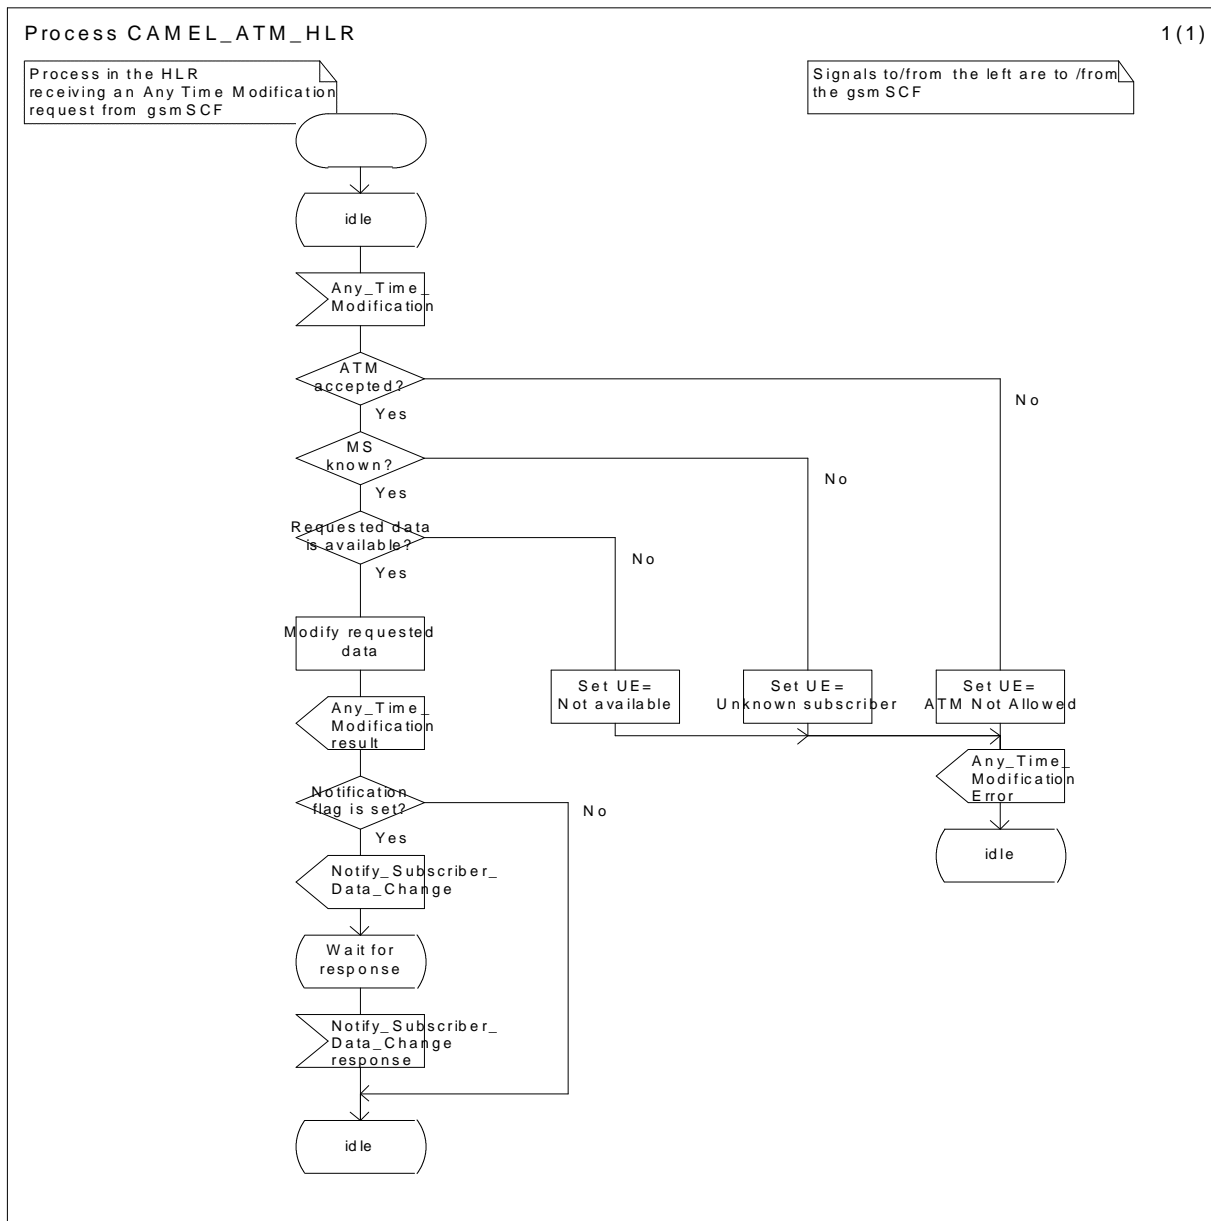 Process CAMEL_ATM_HLR
1(1)
Process in the HLR
receiving an Any Time Modification
request from gsmSCF
Signals to/from the left are to /from
the gsmSCF
idle
Any_Time_
Modification
ATM
accepted?
No
Yes
MS
known?
No
Yes
Requested data
is available?
No
Yes
Modify requested
data
Set UE=
Not available
Set UE=
Unknown subscriber
Set UE=
ATM Not Allowed
Any_Time_
Modification
result
Any_Time_
Modification
Error
Notification
flag is set?
No
Yes
idle
Notify_Subscriber_
Data_Change
Wait for
response
Notify_Subscriber_
Data_Change
response
idle